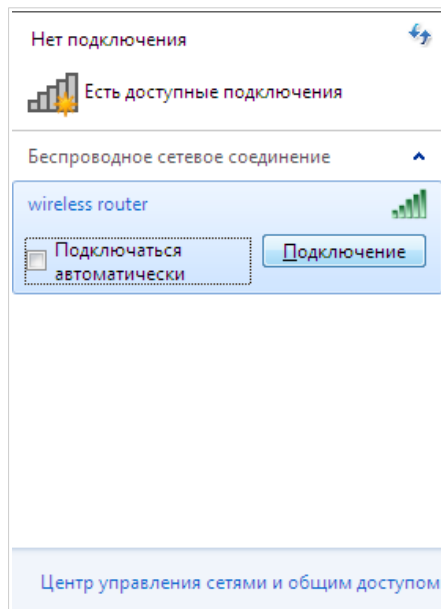 Нет подключения
Есть доступные подключения
Беспроводное сетевое соединение
wireless router
Подключаться
автоматически
Подключение
Центр управления сетями и общим доступом